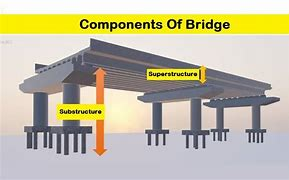 Components Of Bridge
Superstructure
Substructure